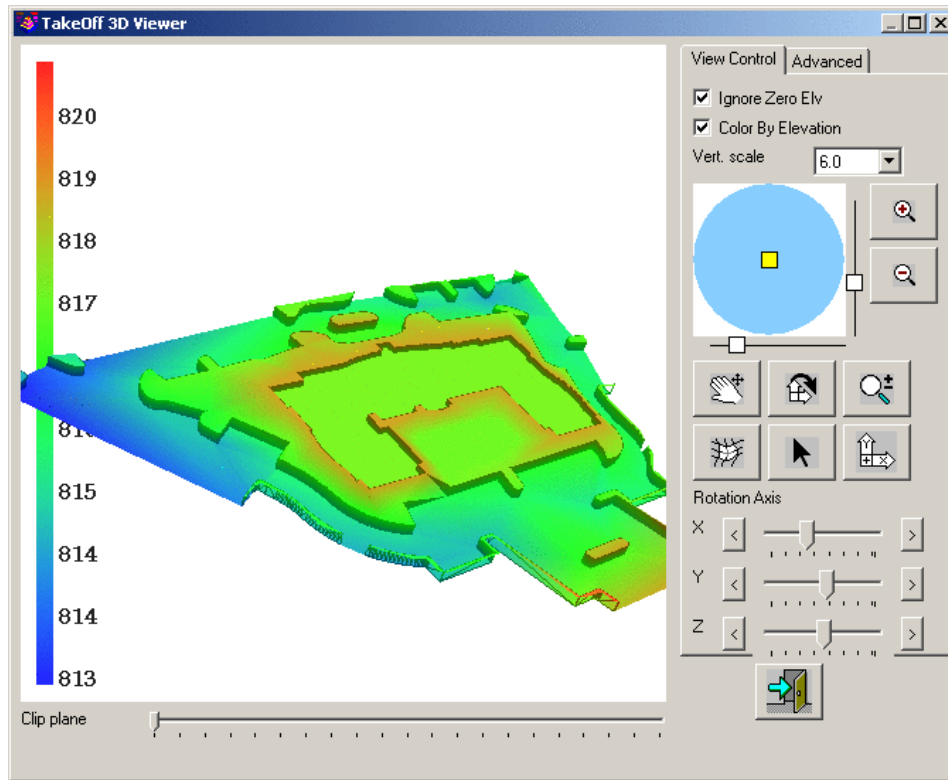 TakeOff 3D Viewer
820
819
818
817
815
814
814
813
Clip plane
View Control
Advanced
Ignore Zero Elv
Color By Elevation
Vert. scale
6.0
Rotation Axis
X
Y
Z